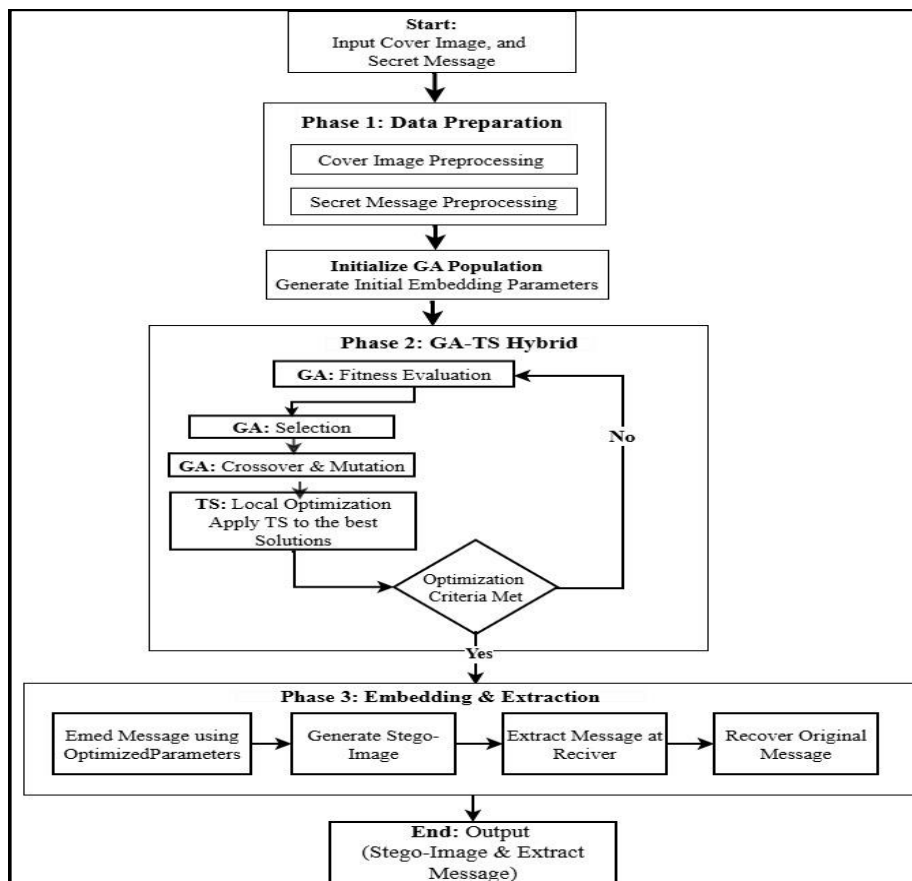 Start:
Input Cover Image, and
Secret Message
Phase 1: Data Preparation
Cover Image Preprocessing
Secret Message Preprocessing
Initialize GA Population
Generate Initial Embedding Parameters
Phase 2: GA-TS Hybrid
GA: Fitness Evaluation
GA: Selection
GA: Crossover & Mutation
TS: Local Optimization
Apply TS to the best
Solutions
Optimization
Criteria Met
No
Yes
Phase 3: Embedding & Extraction
Emed Message using
OptimizedParameters
Generate Stego-
Image
Extract Message at
Reciver
Recover Original
Message
End: Output
(Stego-Image & Extract
Message)